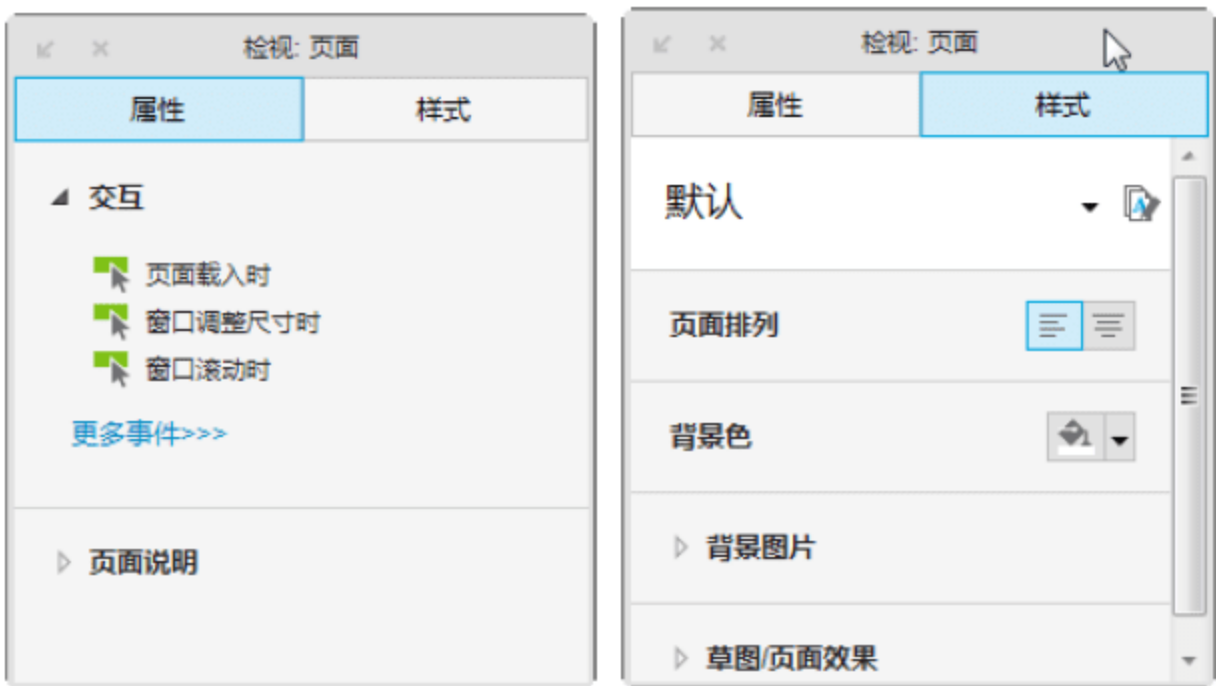 检视: 页面
属性
样式
交互
页面载入时
窗口调整尺寸时
窗口滚动时
更多事件>>>
页面说明
检视: 页面
属性
样式
默认
页面排列
背景色
背景图片
草图/页面效果